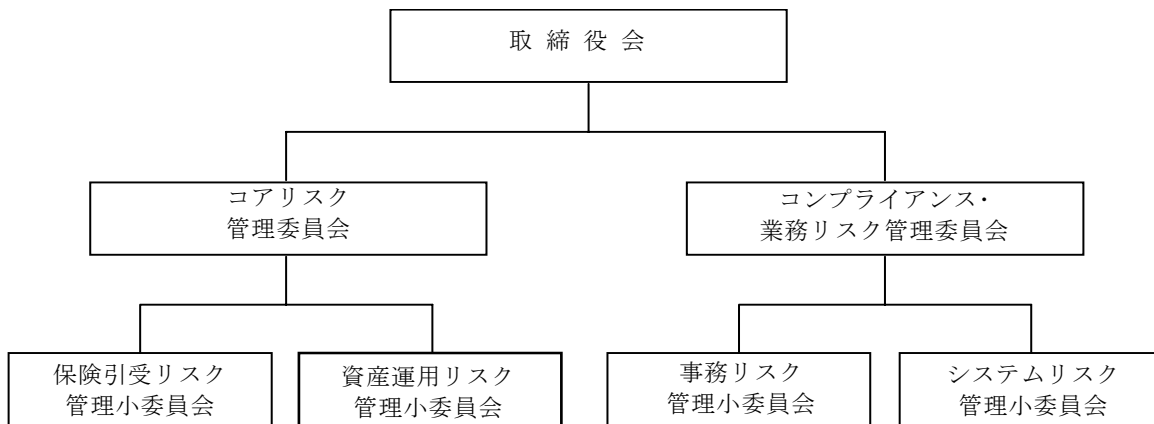 取 締 役 会
コアリスク
管理委員会
コンプライアンス・
業務リスク管理委員会
保険引受リスク
管理小委員会
資産運用リスク
管理小委員会
事務リスク
管理小委員会
システムリスク
管理小委員会